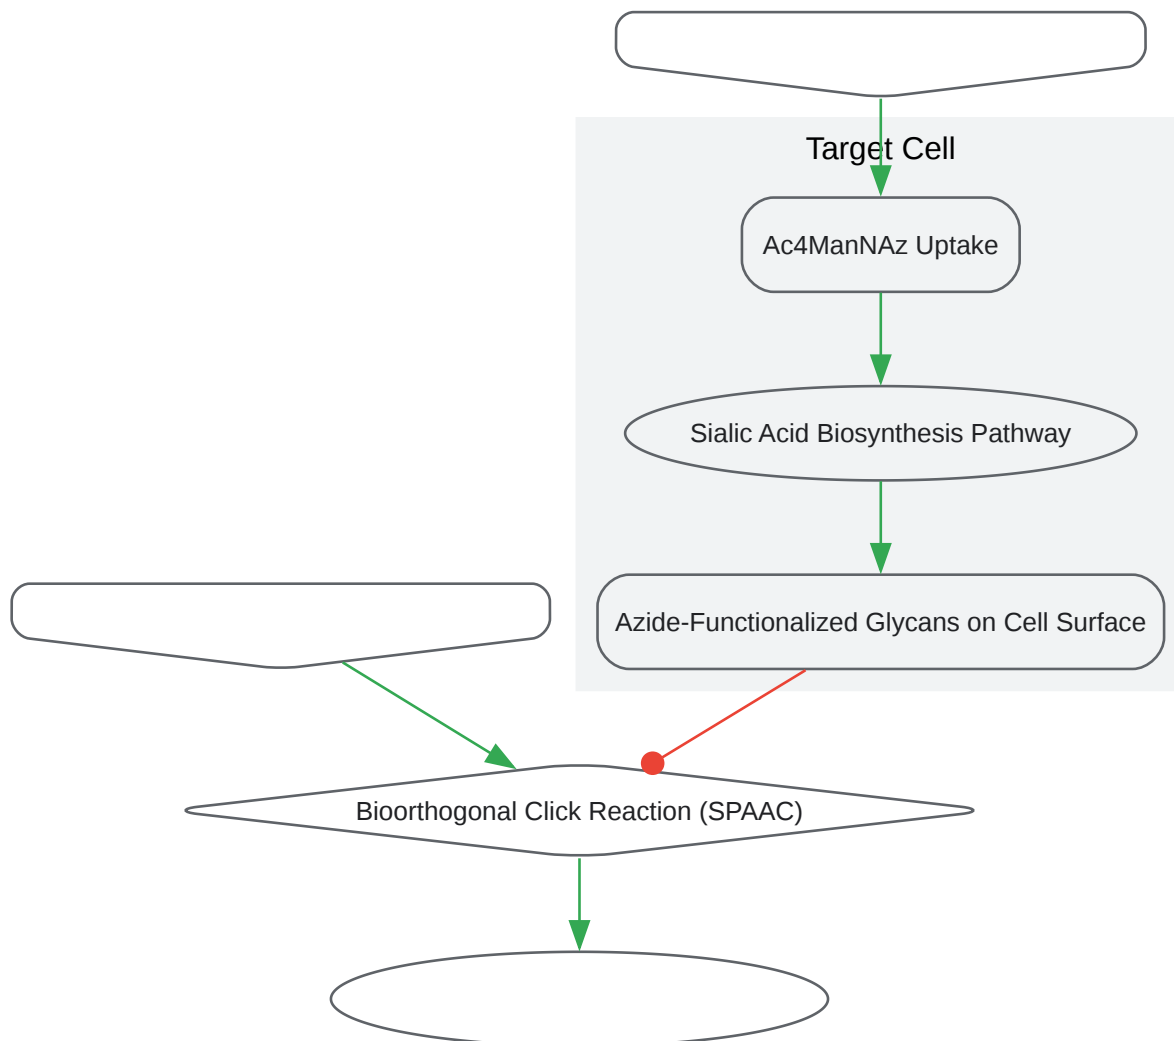 Target Cell
Ac4ManNAz Uptake
Sialic Acid Biosynthesis Pathway
Azide-Functionalized Glycans on Cell Surface
Bioorthogonal Click Reaction (SPAAC)